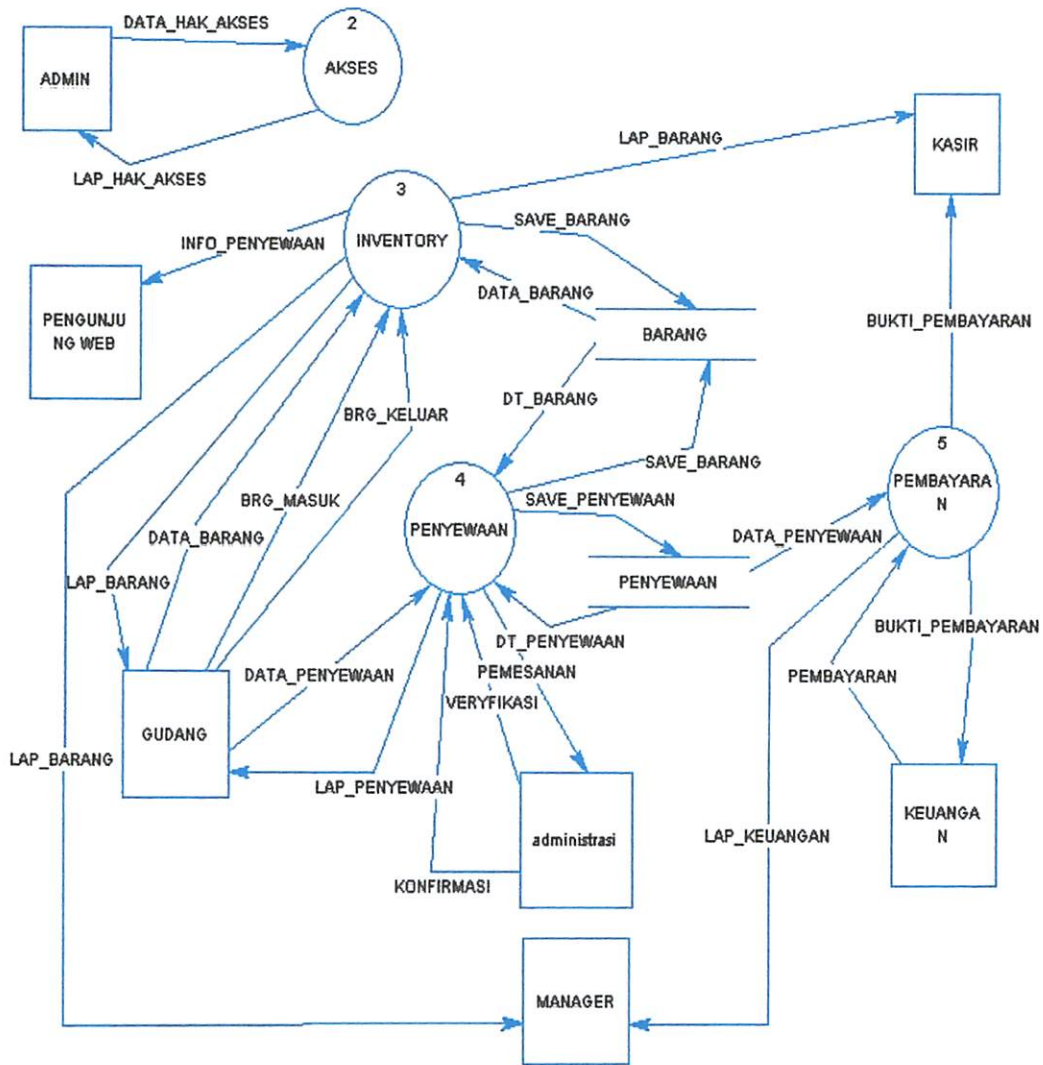 DATA_HAK_AKSES
2
AKSES
ADMIN
LAP_HAK_AKSES
LAP_BARANG
KASIR
3
INVENTORY
SAVE_BARANG
INFO_PENYEWAAN
DATA_BARANG
PENGUNJU
NG WEB
BARANG
BUKTI_PEMBAYARAN
DT_BARANG
BRG_KELUAR
SAVE_BARANG
4
PENYEWAAN
5
PEMBAYARA
N
BRG_MASUK
SAVE_PENYEWAAN
DATA_BARANG
DATA_PENYEWAAN
LAP_BARANG
PENYEWAAN
DT_PENYEWAAN
BUKTI_PEMBAYARAN
DATA_PENYEWAAN
PEMESANAN
PEMBAYARAN
VERYFIKASI
GUDANG
LAP_BARANG
LAP_PENYEWAAN
administrasi
LAP_KEUANGAN
KEUANGA
N
KONFIRMASI
MANAGER